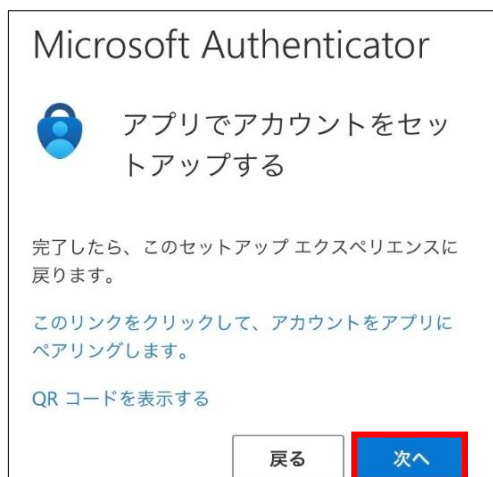 Microsoft Authenticator
アプリでアカウントをセッ
トアップする
完了したら、このセットアップ エクスペリエンスに
戻ります。
このリンクをクリックして、アカウントをアプリに
ペアリングします。
QR コードを表示する
戻る
次へ